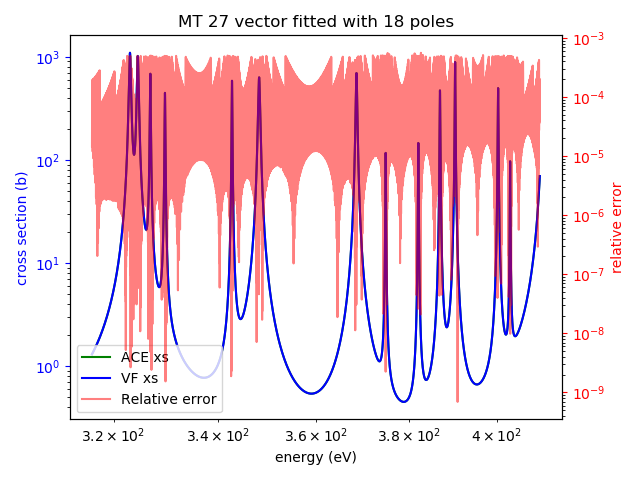 MT 27 vector fitted with 18 poles
cross section (b)
10³
10²
10¹
10⁰
10⁻³
10⁻⁴
10⁻⁵
10⁻⁶
10⁻⁷
10⁻⁸
10⁻⁹
relative error
ACE xs
VF xs
Relative error
3.2 × 10² 3.4 × 10² 3.6 × 10² 3.8 × 10² 4 × 10²
energy (eV)